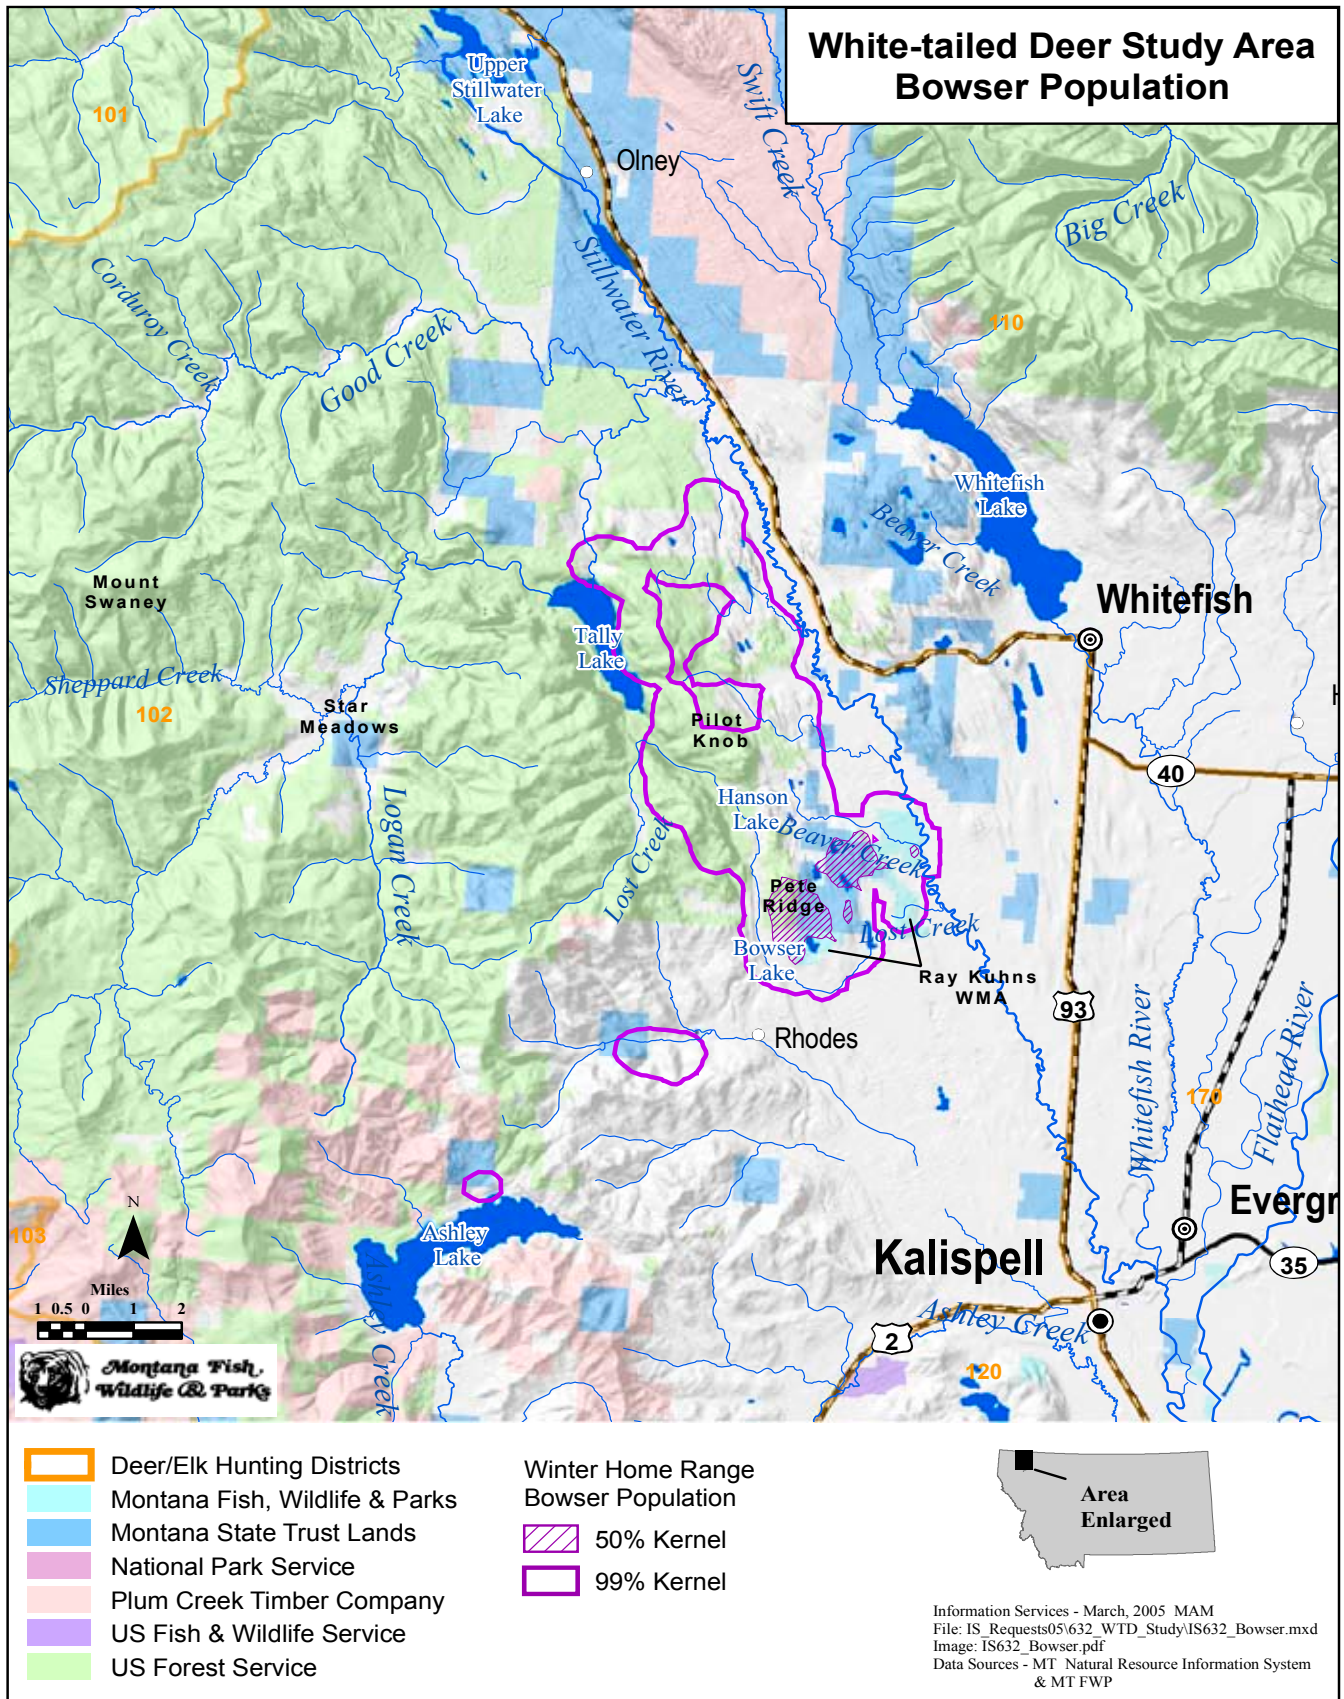 White-tailed Deer Study Area
Bowser Population
101
Upper
Stillwater
Lake
Olney
Swift Creek
Big Creek
Stillwater River
Corduroy Creek
Good Creek
110
Whitefish
Lake
Beaver Creek
Whitefish
Mount
Swaney
Tally
Lake
Sheppard Creek
102
Star
Meadows
Pilot
Knob
H
40
Logan Creek
Hanson
Lake
Beaver Creek
Lost Creek
Pete
Ridge
Lost Creek
Bowser
Lake
Ray Kuhns
WMA
93
Rhodes
Whitefish River
Flathead River
170
103
N
Ashley
Lake
Ashley Creek
Evergr
Kalispell
35
Miles
1 0.5 0 1 2
Ashley Creek
2
120
Montana Fish,
Wildlife & Parks
Deer/Elk Hunting Districts
Montana Fish, Wildlife & Parks
Montana State Trust Lands
National Park Service
Plum Creek Timber Company
US Fish & Wildlife Service
US Forest Service
Winter Home Range
Bowser Population
50% Kernel
99% Kernel
Area
Enlarged
Information Services - March, 2005 MAM
File: IS_Requests05\632_WTD_Study\IS632_Bowser.mxd
Image: IS632_Bowser.pdf
Data Sources - MT Natural Resource Information System
& MT FWP